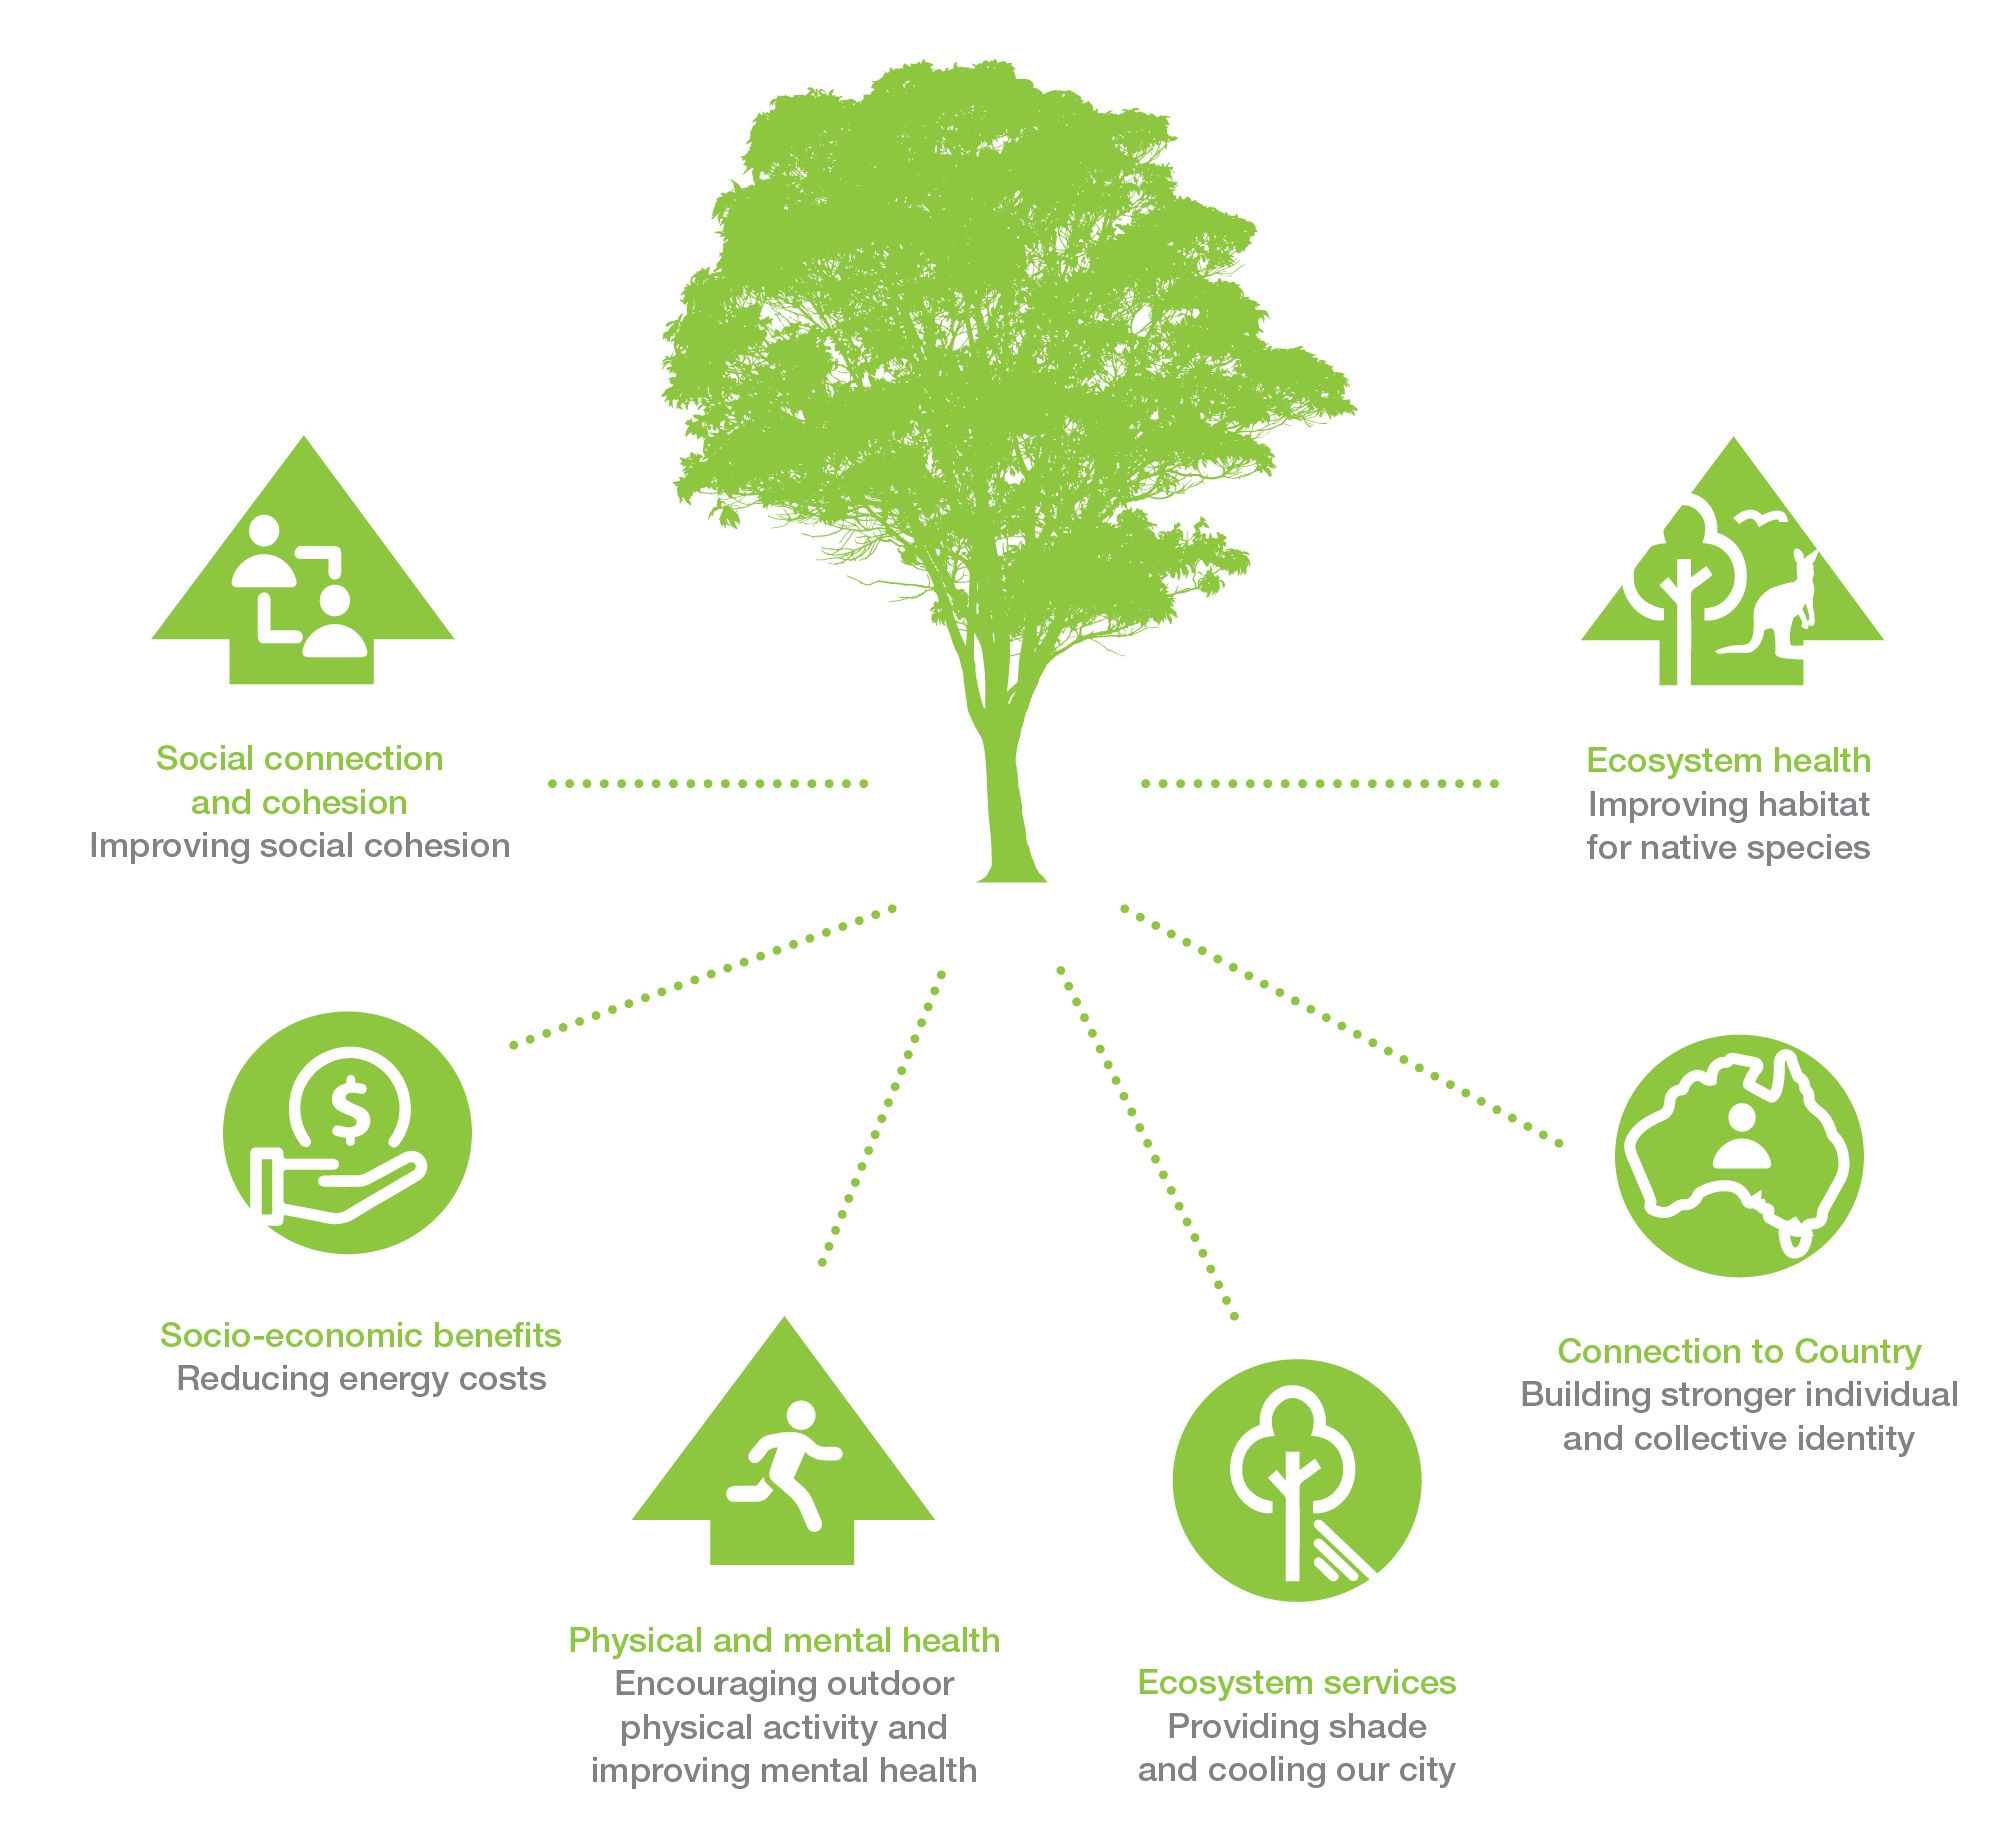 Social connection
and cohesion
Improving social cohesion
Ecosystem health
Improving habitat
for native species
Socio-economic benefits
Reducing energy costs
Physical and mental health
Encouraging outdoor
physical activity and
improving mental health
Ecosystem services
Providing shade
and cooling our city
Connection to Country
Building stronger individual
and collective identity
$